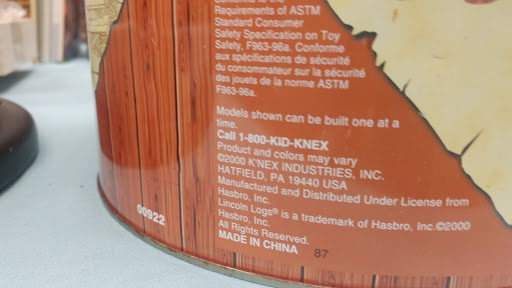 Conforms to the
Requirements of ASTM
Standard Consumer
Safety Specification on Toy
Safety, F963-96a. Conforme
aux spécifications de sécurité
du consommateur sur la sécurité
des jouets de la norme ASTM
F963-96a.
Models shown can be built one at a
time.
Call 1-800-KID-KNEX
Product and colors may vary
©2000 K'NEX INDUSTRIES, INC.
HATFIELD, PA 19440 USA
Manufactured and Distributed Under License from
Hasbro, Inc.
Lincoln Logs® is a trademark of Hasbro, Inc.©2000
Hasbro, Inc.
All Rights Reserved.
MADE IN CHINA
87
00922